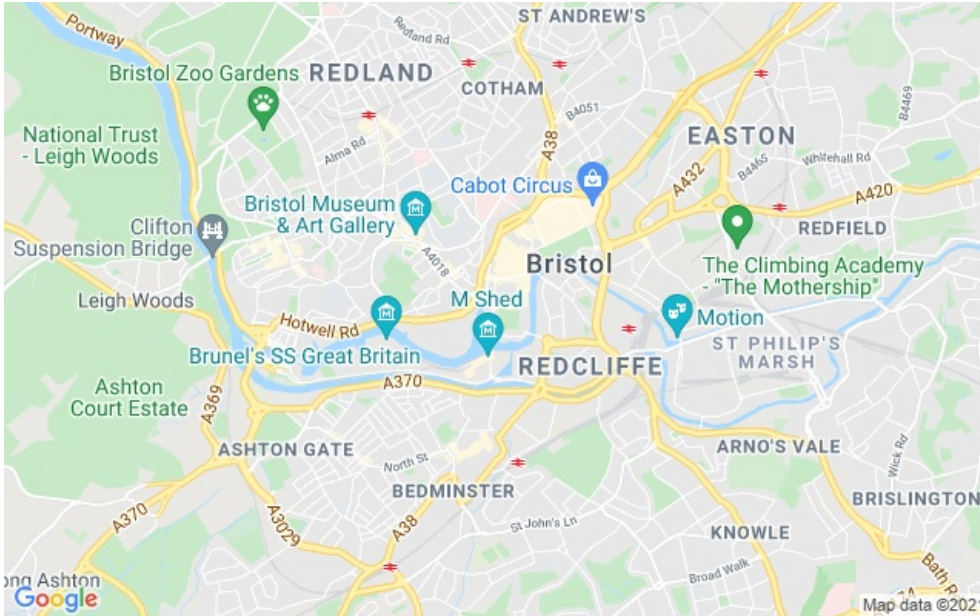 ST ANDREW'S
Portway
Redland Rd
Bristol Zoo Gardens
REDLAND
COTHAM
B4051
B4469
National Trust
- Leigh Woods
Alma Rd
A38
EASTON
B4465
Whitehall Rd
A432
Cabot Circus
A420
Bristol Museum
& Art Gallery
Clifton
Suspension Bridge
A4018
REDFIELD
Bristol
The Climbing Academy
- "The Mothership"
Leigh Woods
M Shed
Hotwell Rd
Motion
ST PHILIP'S
MARSH
Brunel's SS Great Britain
REDCLIFFE
A370
Ashton
Court Estate
A369
ASHTON GATE
ARNO'S VALE
North St
Wick Rd
BEDMINSTER
BRISLINGTON
A370
A3029
A38
St John's Ln
KNOWLE
Broad Walk
Bath R
ong Ashton
Google
Map data ©202